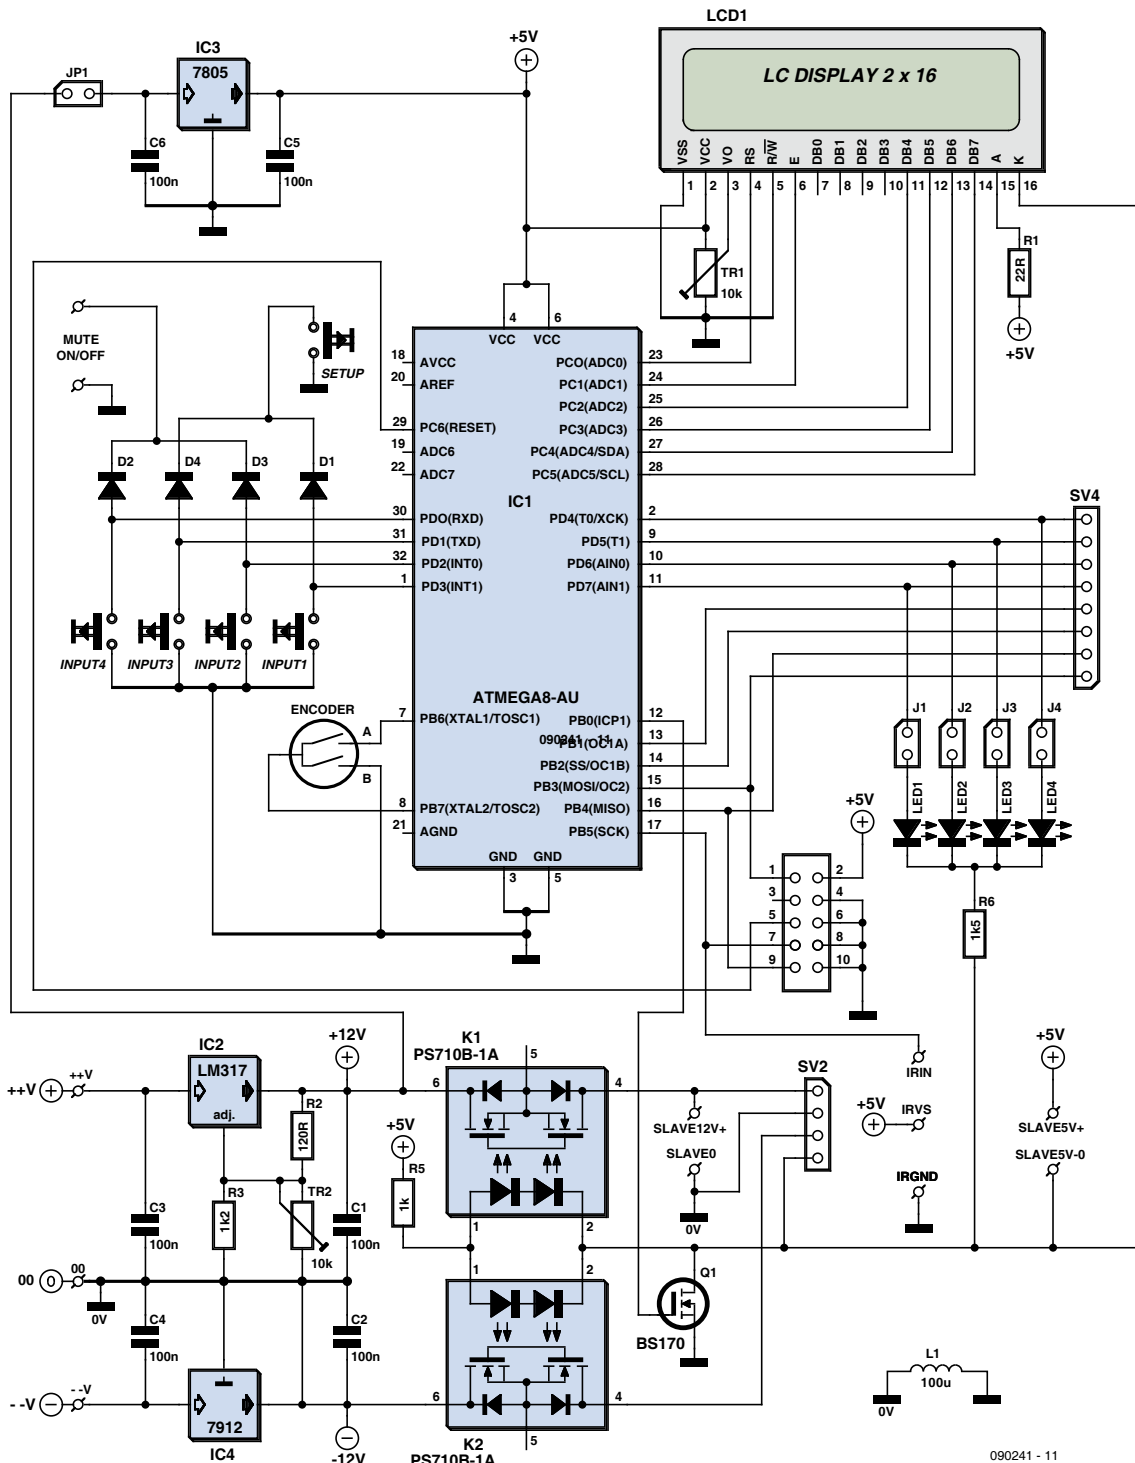 LCD1
+5V
IC3
7805
JP1
C6
100n
C5
100n
LC DISPLAY 2 x 16
VSS
VCC
VO
RS
R/W
E
DB0
DB1
DB2
DB3
DB4
DB5
DB6
DB7
A
K
1 2 3 4 5 6 7 8 9 10 11 12 13 14 15 16
TR1
10k
R1
22R
+5V
MUTE
ON/OFF
SETUP
D2
D4
D3
D1
INPUT4
INPUT3
INPUT2
INPUT1
ENCODER
A
B
4 6
VCC VCC
18 AVCC
20 AREF
29 PC6(RESET)
19 ADC6
22 ADC7
30 PDO(RXD)
31 PD1(TXD)
32 PD2(INT0)
1 PD3(INT1)
7 PB6(XTAL1/TOSC1)
8 PB7(XTAL2/TOSC2)
21 AGND
GND GND
3 5
IC1
ATMEGA8-AU
090241 - 11
PCO(ADC0) 23
PC1(ADC1) 24
PC2(ADC2) 25
PC3(ADC3) 26
PC4(ADC4/SDA) 27
PC5(ADC5/SCL) 28
PD4(T0/XCK) 2
PD5(T1) 9
PD6(AIN0) 10
PD7(AIN1) 11
PB0(ICP1) 12
PB1(OC1A) 13
PB2(SS/OC1B) 14
PB3(MOSI/OC2) 15
PB4(MISO) 16
PB5(SCK) 17
SV4
J1
J2
J3
J4
LED1
LED2
LED3
LED4
R6
1k5
+5V
1 2
3 4
5 6
7 8
9 10
IC2
LM317
adj.
++V
++V
+12V
R2
120R
R3
1k2
TR2
10k
C3
100n
C1
100n
00
00
0V
C4
100n
C2
100n
- -V
- -V
7912
IC4
-12V
+5V
R5
1k
K1
PS710B-1A
5
6
4
1
2
1
2
6
4
5
K2
PS710B-1A
SLAVE12V+
SLAVE0
0V
SV2
Q1
BS170
IRIN
+5V
IRVS
IRGND
+5V
SLAVE5V+
SLAVE5V-0
L1
100u
0V
090241 - 11